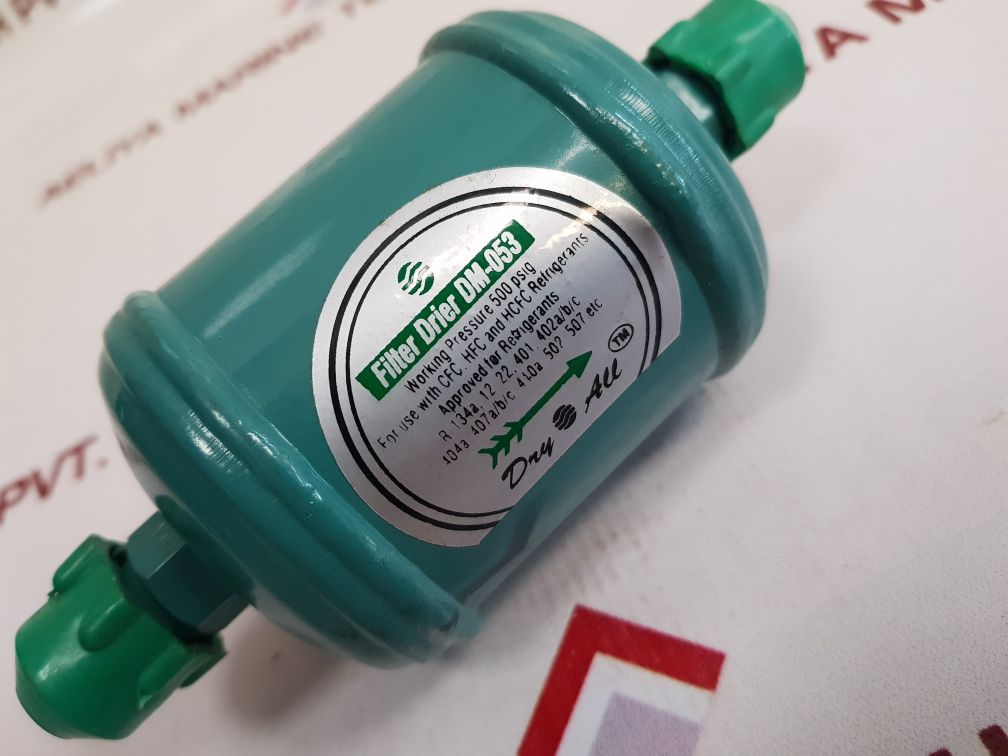 Filter Drier DM-053
Working Pressure 500 psig
For use with CFC, HFC and HCFC Refrigerants
Approved for Refrigerants
R 134a, 12 22, 401 402a/b/c
404a 407a/b/c 410a 502 507 etc
Dry All TM
PVT.